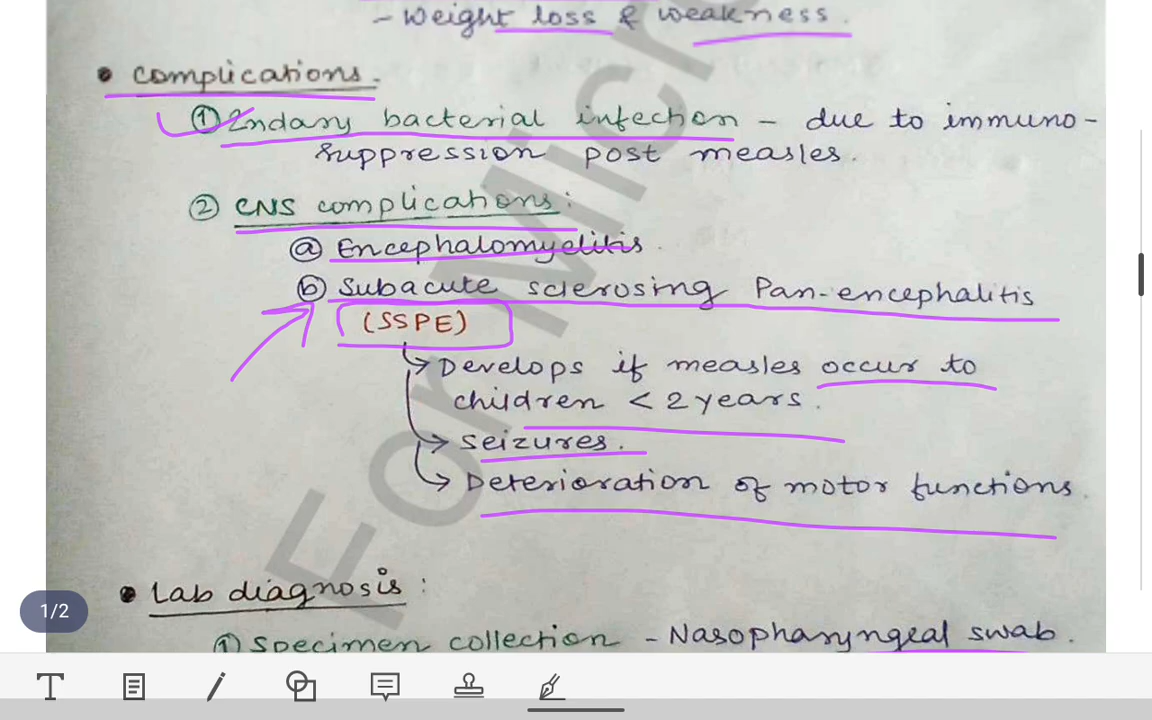 - Weight loss & weakness.
• Complications.
① 2ndary bacterial infection - due to immuno-
suppression post measles.
② CNS complications:
ⓐ Encephalomyelitis.
ⓑ Subacute sclerosing Pan-encephalitis
(SSPE)
↳ Develops if measles occur to
children < 2 years.
→ seizures.
↳ Deterioration of motor functions.
• Lab diagnosis:
① Specimen collection - Nasopharyngeal swab.
1/2
For Micr
T